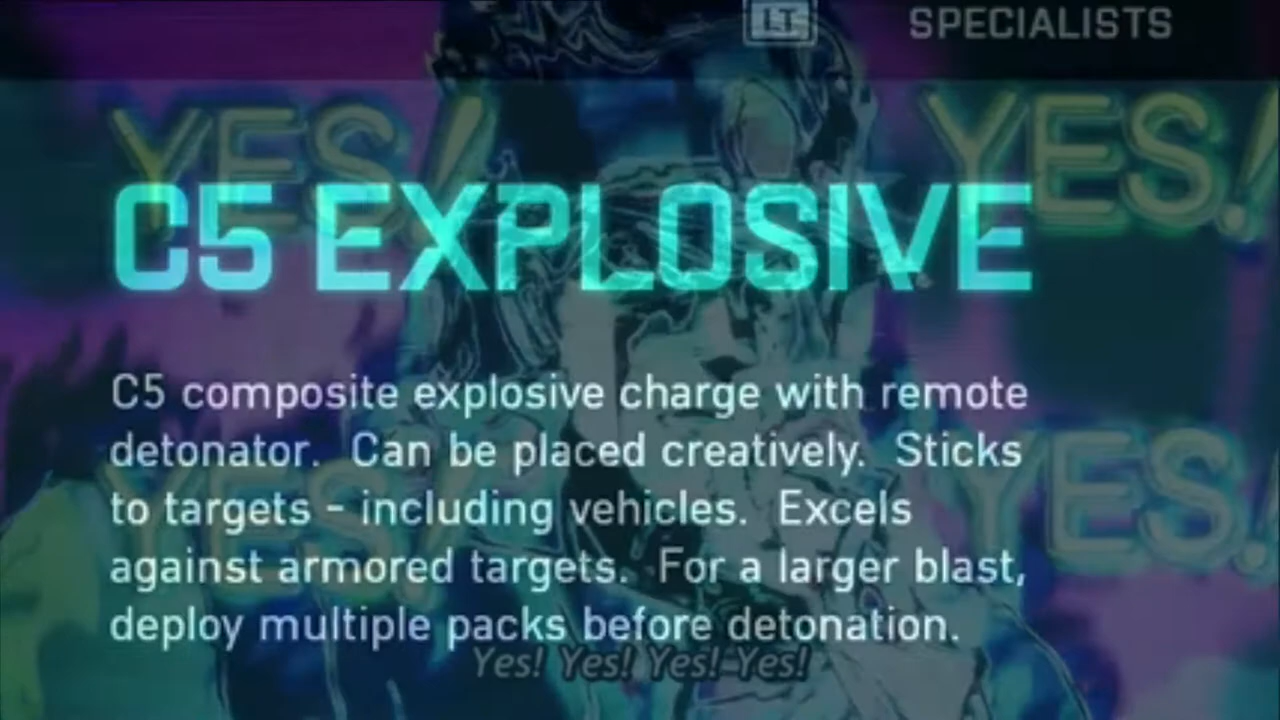 LT SPECIALISTS
YES! YES!
C5 EXPLOSIVE
C5 composite explosive charge with remote
detonator. Can be placed creatively. Sticks
to targets - including vehicles. Excels
YES! YES!
against armored targets. For a larger blast,
deploy multiple packs before detonation.
Yes! Yes! Yes! Yes!